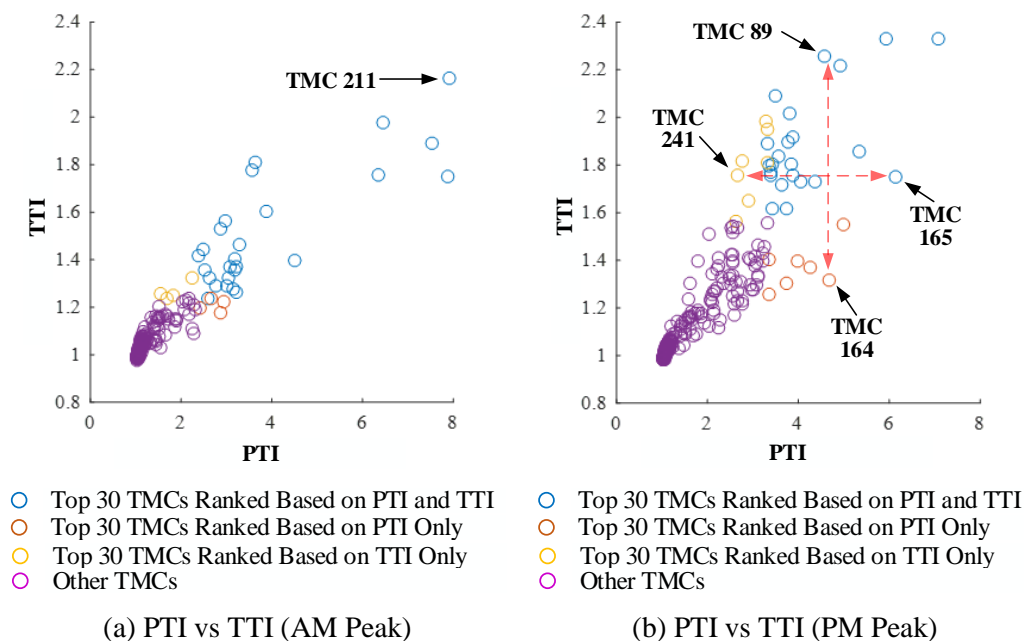 2.4
2.2
2
1.8
1.6
1.4
1.2
1
0.8
TTI
TMC 211
0 2 4 6 8
PTI
Top 30 TMCs Ranked Based on PTI and TTI
Top 30 TMCs Ranked Based on PTI Only
Top 30 TMCs Ranked Based on TTI Only
Other TMCs
(a) PTI vs TTI (AM Peak)
2.4
2.2
2
1.8
1.6
1.4
1.2
1
0.8
TTI
TMC 89
TMC
241
TMC
165
TMC
164
0 2 4 6 8
PTI
Top 30 TMCs Ranked Based on PTI and TTI
Top 30 TMCs Ranked Based on PTI Only
Top 30 TMCs Ranked Based on TTI Only
Other TMCs
(b) PTI vs TTI (PM Peak)